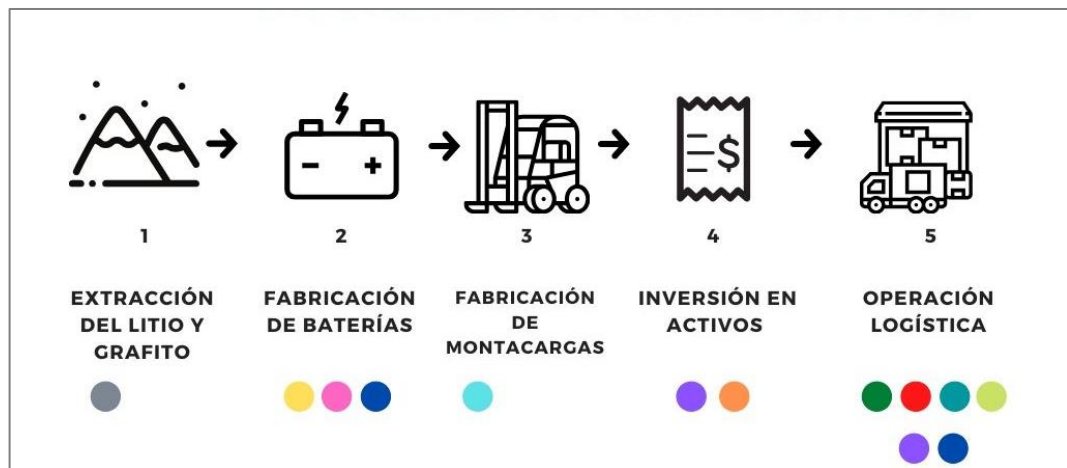 1
2
3
4
5
EXTRACCIÓN
DEL LITIO Y
GRAFITO
FABRICACIÓN
DE BATERÍAS
FABRICACIÓN
DE
MONTACARGAS
INVERSIÓN EN
ACTIVOS
OPERACIÓN
LOGÍSTICA